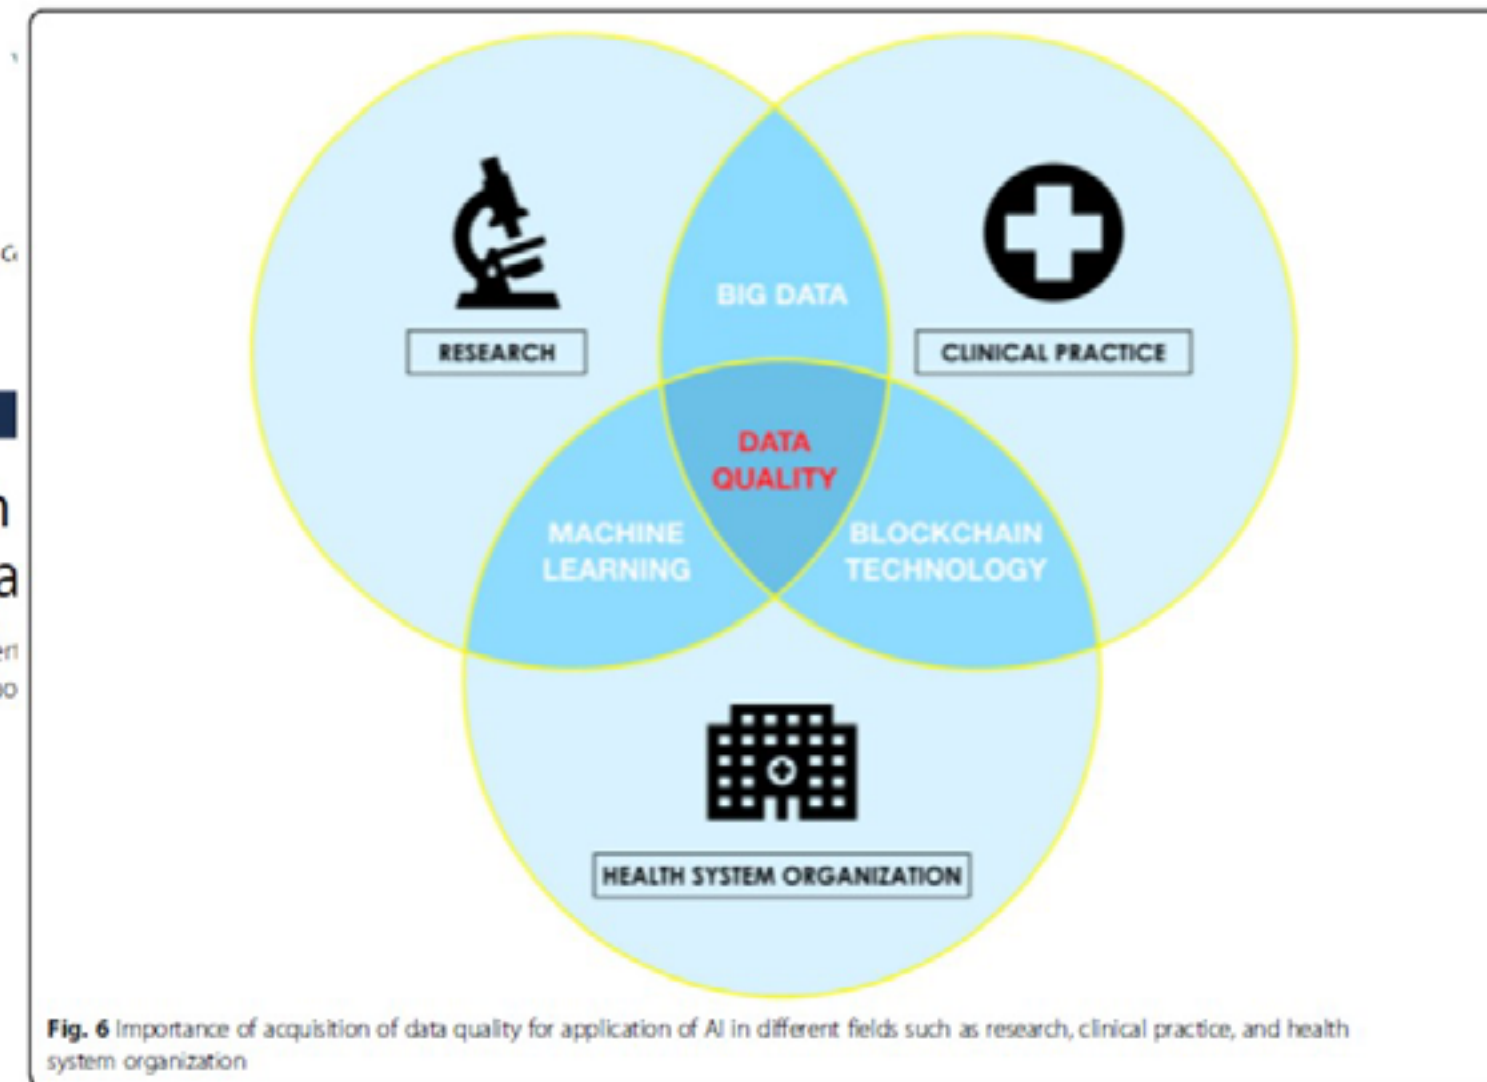 BIG DATA
RESEARCH
CLINICAL PRACTICE
DATA
QUALITY
MACHINE
LEARNING
BLOCKCHAIN
TECHNOLOGY
HEALTH SYSTEM ORGANIZATION
Fig. 6 Importance of acquisition of data quality for application of AI in different fields such as research, clinical practice, and health
system organization